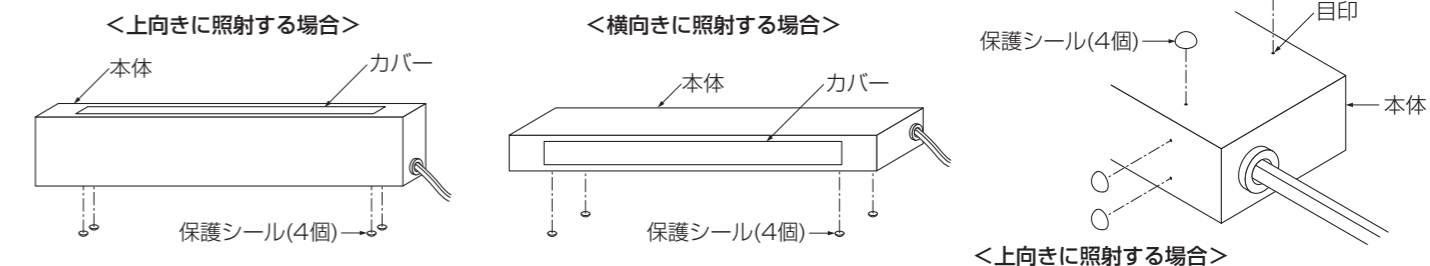 ＜上向きに照射する場合＞
本体
カバー
保護シール(4個)
＜横向きに照射する場合＞
本体
カバー
保護シール(4個)
目印
保護シール(4個)
本体
＜上向きに照射する場合＞